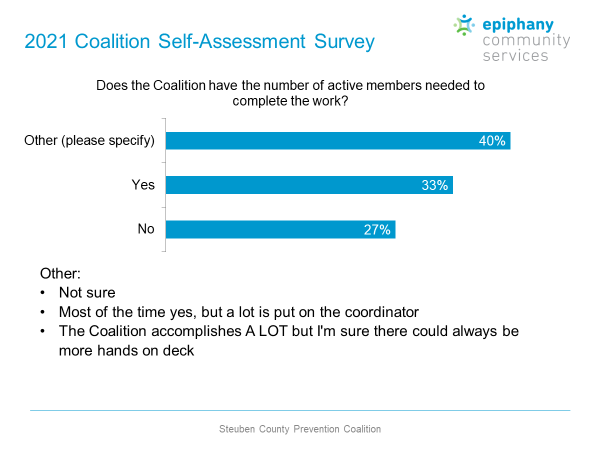 2021 Coalition Self-Assessment Survey
epiphany
community
services
Does the Coalition have the number of active members needed to
complete the work?
Other (please specify) 40%
Yes 33%
No 27%
Other:
• Not sure
• Most of the time yes, but a lot is put on the coordinator
• The Coalition accomplishes A LOT but I'm sure there could always be
more hands on deck
Steuben County Prevention Coalition